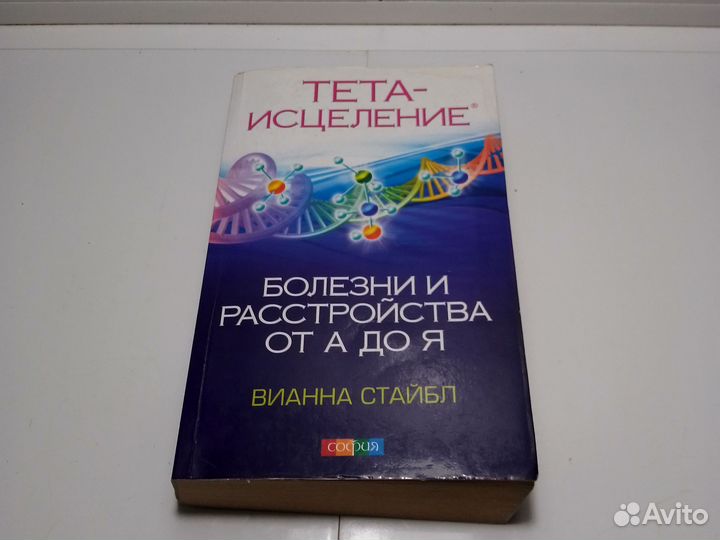 ТЕТА-
ИСЦЕЛЕНИЕ®
БОЛЕЗНИ И
РАССТРОЙСТВА
ОТ А ДО Я
ВИАННА СТАЙБЛ
СОФИЯ
Avito